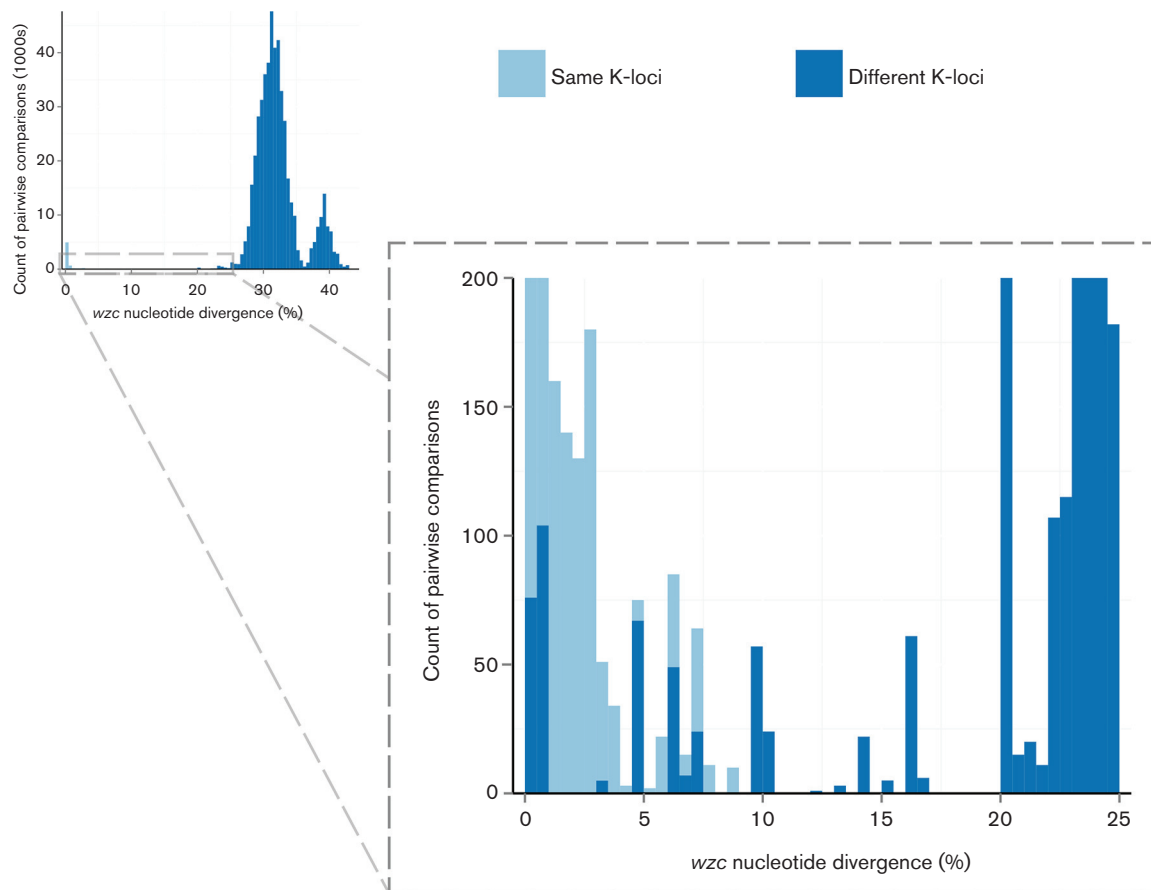 Count of pairwise comparisons (1000s)
40
30
20
10
0
0 10 20 30 40
wzc nucleotide divergence (%)
Same K-loci
Different K-loci
Count of pairwise comparisons
200
150
100
50
0
0 5 10 15 20 25
wzc nucleotide divergence (%)